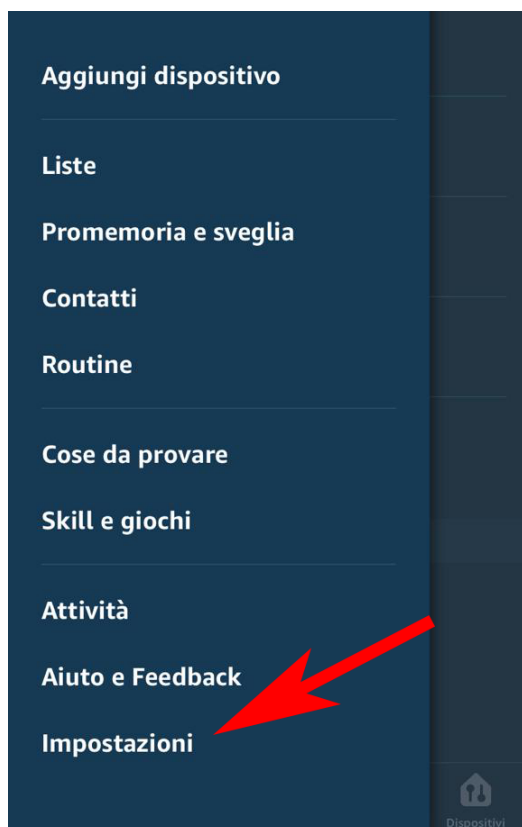 Aggiungi dispositivo
Liste
Promemoria e sveglia
Contatti
Routine
Cose da provare
Skill e giochi
Attività
Aiuto e Feedback
Impostazioni
Dispositivi